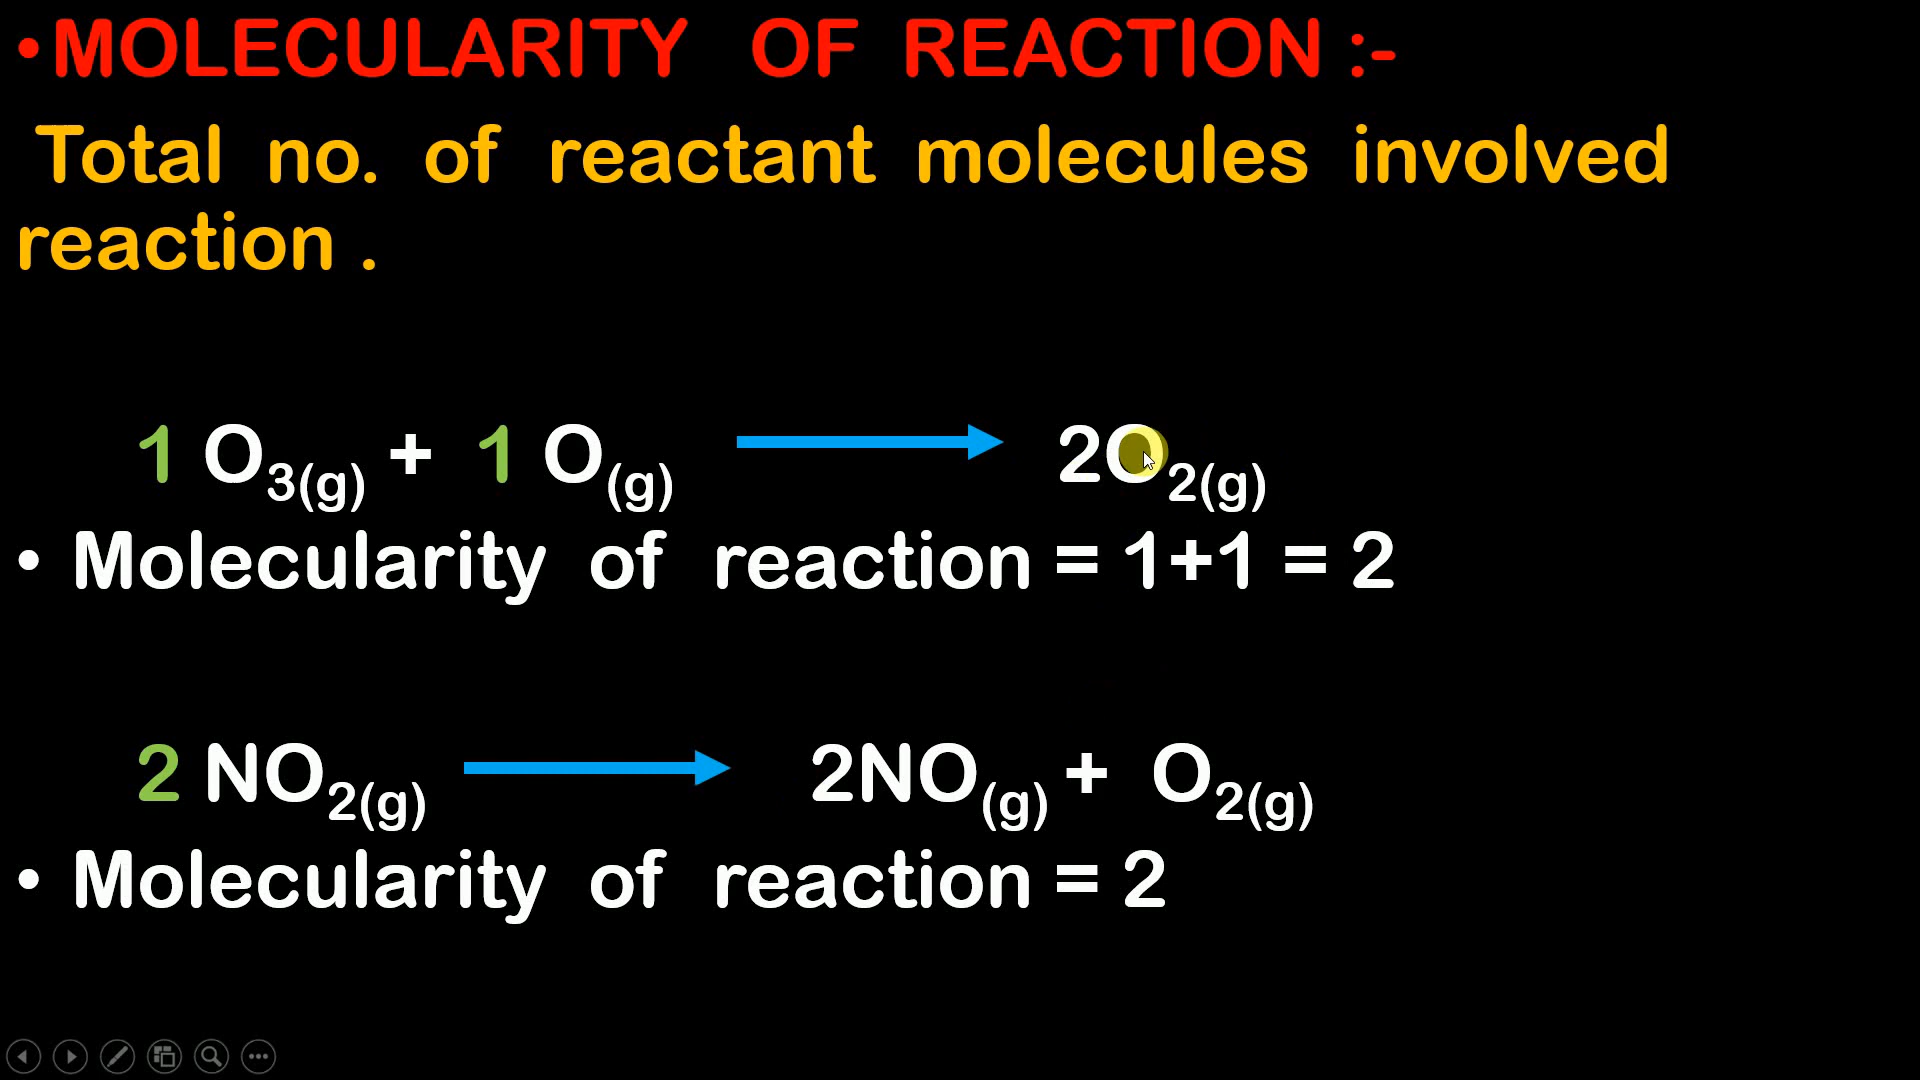 •MOLECULARITY OF REACTION :-
Total no. of reactant molecules involved
reaction .
1 O3(g) + 1 O(g) → 2O2(g)
• Molecularity of reaction = 1+1 = 2
2 NO2(g) → 2NO(g) + O2(g)
• Molecularity of reaction = 2